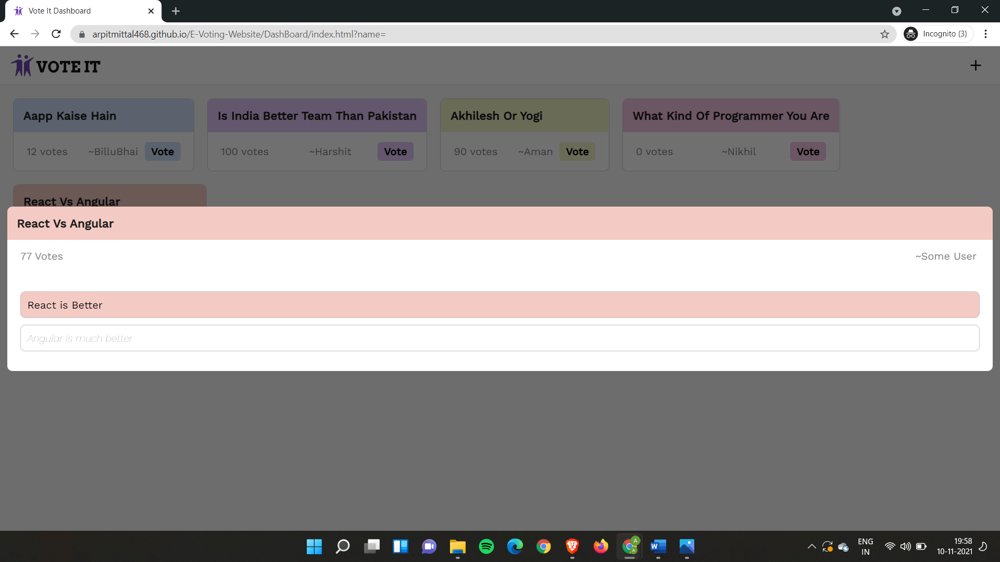 Vote It Dashboard
arpitmittal468.github.io/E-Voting-Website/DashBoard/index.html?name=
Incognito (3)
VOTE IT
Aapp Kaise Hain
12 votes ~BilluBhai Vote
Is India Better Team Than Pakistan
100 votes ~Harshit Vote
Akhilesh Or Yogi
90 votes ~Aman Vote
What Kind Of Programmer You Are
0 votes ~Nikhil Vote
React Vs Angular
React Vs Angular
77 Votes ~Some User
React is Better
Angular is much better
A
A
W
ENG
IN
19:58
10-11-2021